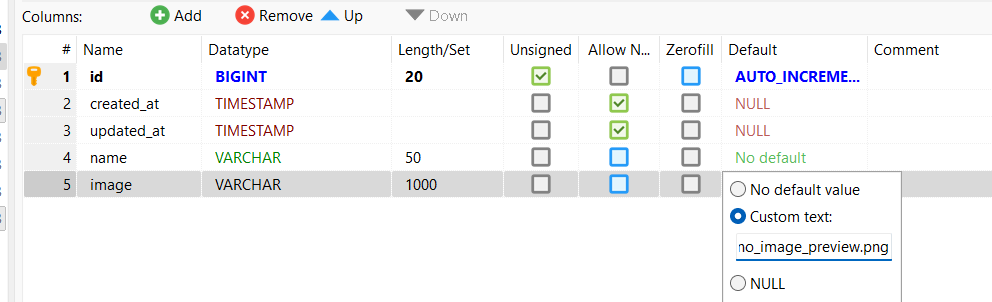 Columns: Add Remove Up Down
# Name Datatype Length/Set Unsigned Allow N... Zerofill Default Comment
1 id BIGINT 20 AUTO_INCREME...
2 created_at TIMESTAMP NULL
3 updated_at TIMESTAMP NULL
4 name VARCHAR 50 No default
5 image VARCHAR 1000
No default value
Custom text:
no_image_preview.png
NULL